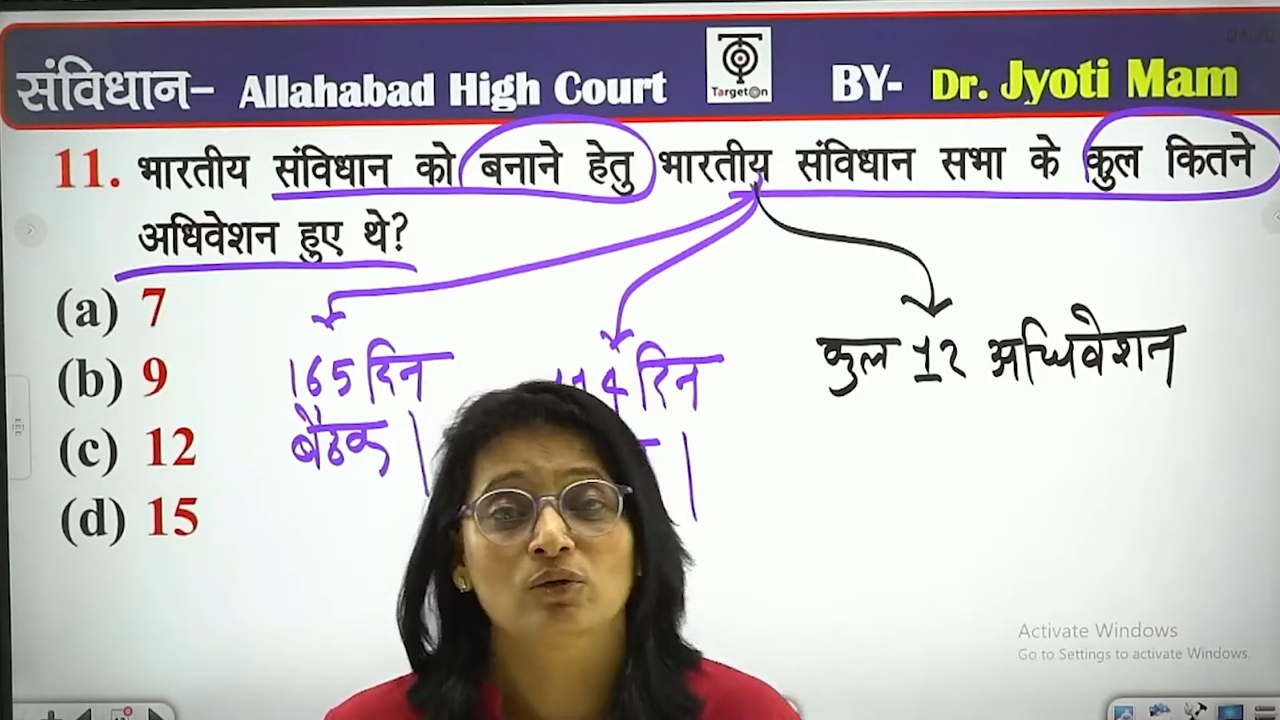 संविधान– Allahabad High Court
TargetOn
BY- Dr. Jyoti Mam
11. भारतीय संविधान को बनाने हेतु भारतीय संविधान सभा के कुल कितने
अधिवेशन हुए थे?
(a) 7
(b) 9
(c) 12
(d) 15
165 दिन
बैठक |
दिन
कुल 12 अधिवेशन
Activate Windows
Go to Settings to activate Windows.